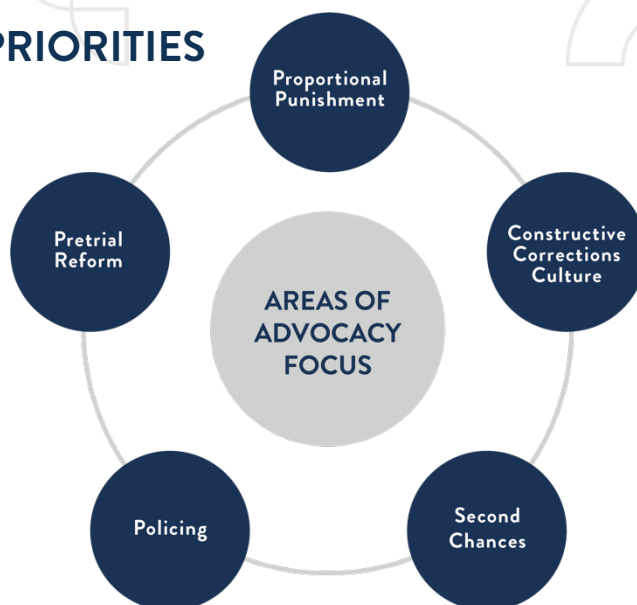 PRIORITIES
Proportional
Punishment
Pretrial
Reform
Constructive
Corrections
Culture
AREAS OF
ADVOCACY
FOCUS
Policing
Second
Chances